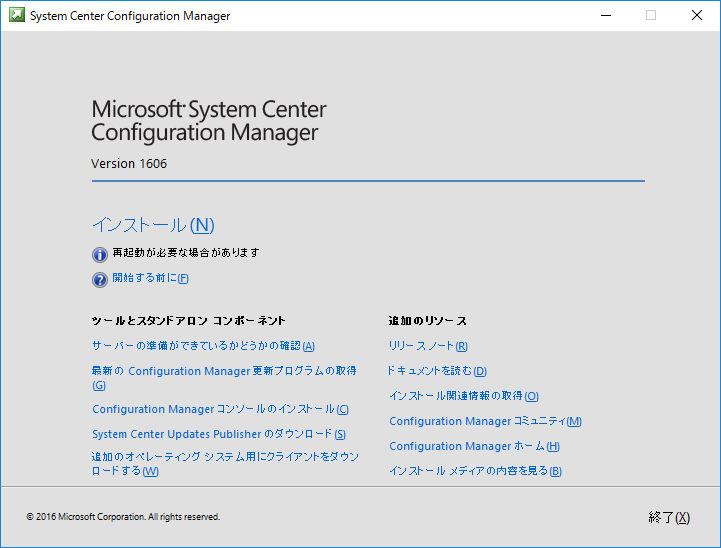 System Center Configuration Manager
Microsoft® System Center
Configuration Manager
Version 1606
インストール(N)
再起動が必要な場合があります
開始する前に(F)
ツールとスタンドアロン コンポーネント
サーバーの準備ができているかどうかの確認(A)
最新の Configuration Manager 更新プログラムの取得
(G)
Configuration Manager コンソールのインストール(C)
System Center Updates Publisher のダウンロード(S)
追加のオペレーティング システム用にクライアントをダウン
ロードする(W)
追加のリソース
リリース ノート(R)
ドキュメントを読む(D)
インストール関連情報の取得(O)
Configuration Manager コミュニティ(M)
Configuration Manager ホーム(H)
インストール メディアの内容を見る(B)
© 2016 Microsoft Corporation. All rights reserved.
終了(X)